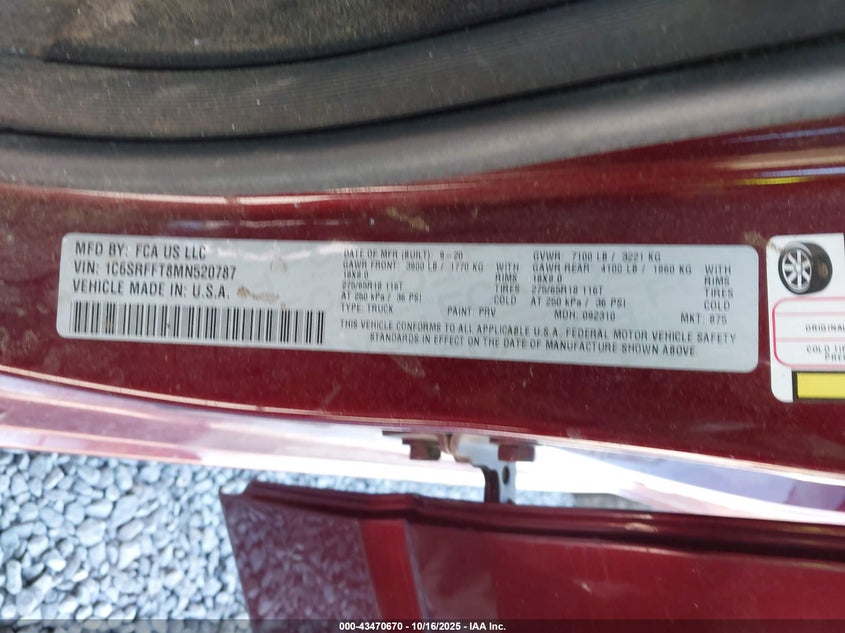 MFD BY: FCA US LLC
VIN: 1C6SRFFT8MN520787
VEHICLE MADE IN: U.S.A.
DATE OF MFR (BUILT): 9-20 GVWR: 7100 LB / 3221 KG
GAWR FRONT: 3900 LB / 1770 KG WITH GAWR REAR 4100 LB / 1860 KG WITH
18X8.0 RIMS 18X8.0 RIMS
275/65R18 116T TIRES 275/65R18 116T TIRES
AT 250 kPa / 36 PSI COLD AT 250 kPa / 36 PSI COLD
TYPE: TRUCK PAINT PRV MDH: 092310 MKT: 875
THIS VEHICLE CONFORMS TO ALL APPLICABLE U.S.A. FEDERAL MOTOR VEHICLE SAFETY
STANDARDS IN EFFECT ON THE DATE OF MANUFACTURE SHOWN ABOVE.
ORIGINA
COLD TI
PRE
000-43470670 - 10/16/2025 - IAA Inc.